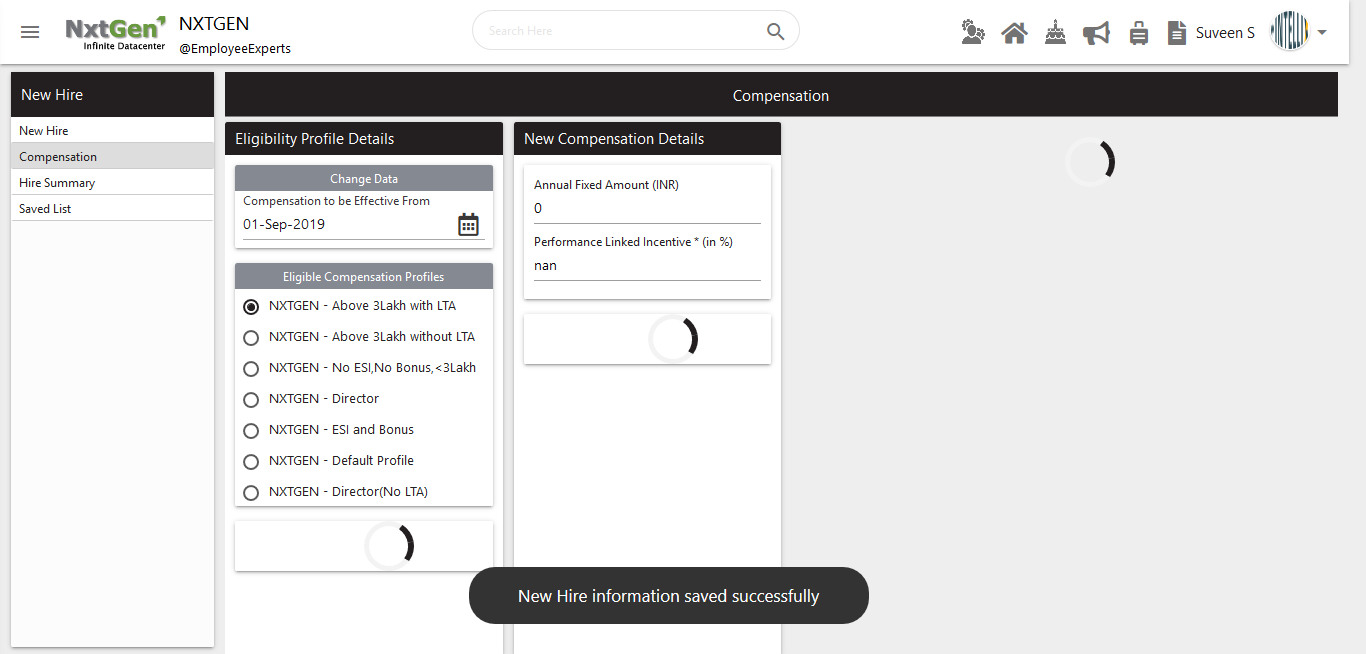 NxtGen
Infinite Datacenter
NXTGEN
@EmployeeExperts
Search Here
Suveen S
INTELLI
New Hire
New Hire
Compensation
Hire Summary
Saved List
Compensation
Eligibility Profile Details
Change Data
Compensation to be Effective From
01-Sep-2019
Eligible Compensation Profiles
NXTGEN - Above 3Lakh with LTA
NXTGEN - Above 3Lakh without LTA
NXTGEN - No ESI,No Bonus,<3Lakh
NXTGEN - Director
NXTGEN - ESI and Bonus
NXTGEN - Default Profile
NXTGEN - Director(No LTA)
New Compensation Details
Annual Fixed Amount (INR)
0
Performance Linked Incentive * (in %)
nan
New Hire information saved successfully